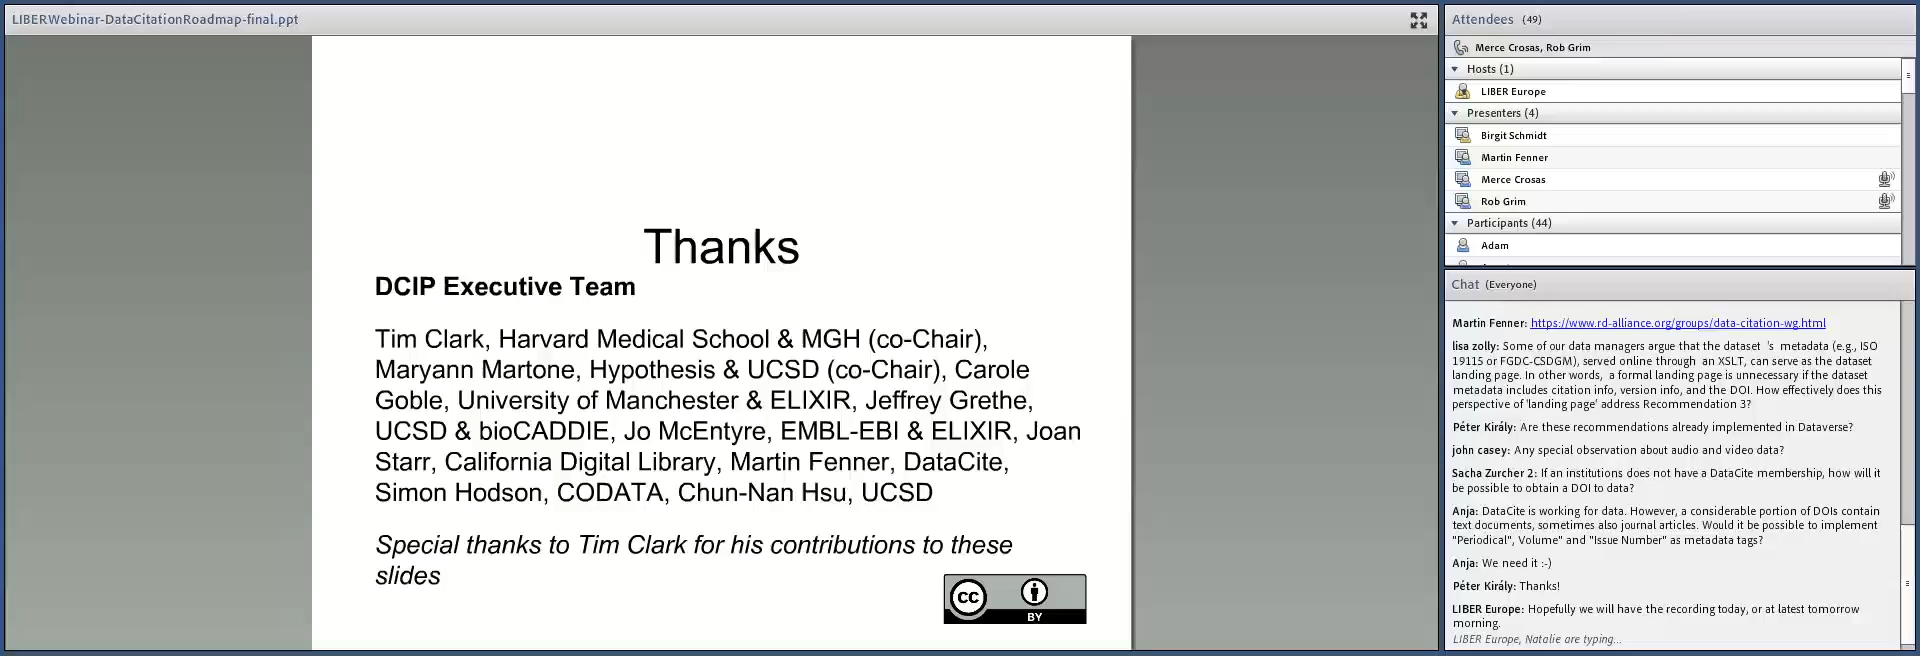 LIBERWebinar-DataCitationRoadmap-final.ppt
Thanks
DCIP Executive Team
Tim Clark, Harvard Medical School & MGH (co-Chair),
Maryann Martone, Hypothesis & UCSD (co-Chair), Carole
Goble, University of Manchester & ELIXIR, Jeffrey Grethe,
UCSD & bioCADDIE, Jo McEntyre, EMBL-EBI & ELIXIR, Joan
Starr, California Digital Library, Martin Fenner, DataCite,
Simon Hodson, CODATA, Chun-Nan Hsu, UCSD
Special thanks to Tim Clark for his contributions to these
slides
CC
BY
Attendees (49)
Merce Crosas, Rob Grim
Hosts (1)
LIBER Europe
Presenters (4)
Birgit Schmidt
Martin Fenner
Merce Crosas
Rob Grim
Participants (44)
Adam
Chat (Everyone)
Martin Fenner: https://www.rd-alliance.org/groups/data-citation-wg.html
lisa zolly: Some of our data managers argue that the dataset 's metadata (e.g., ISO
19115 or FGDC-CSDGM), served online through an XSLT, can serve as the dataset
landing page. In other words, a formal landing page is unnecessary if the dataset
metadata includes citation info, version info, and the DOI. How effectively does this
perspective of 'landing page' address Recommendation 3?
Péter Király: Are these recommendations already implemented in Dataverse?
john casey: Any special observation about audio and video data?
Sacha Zurcher 2: If an institutions does not have a DataCite membership, how will it
be possible to obtain a DOI to data?
Anja: DataCite is working for data. However, a considerable portion of DOIs contain
text documents, sometimes also journal articles. Would it be possible to implement
"Periodical", Volume" and "Issue Number" as metadata tags?
Anja: We need it :-)
Péter Király: Thanks!
LIBER Europe: Hopefully we will have the recording today, or at latest tomorrow
morning.
LIBER Europe, Natalie are typing...